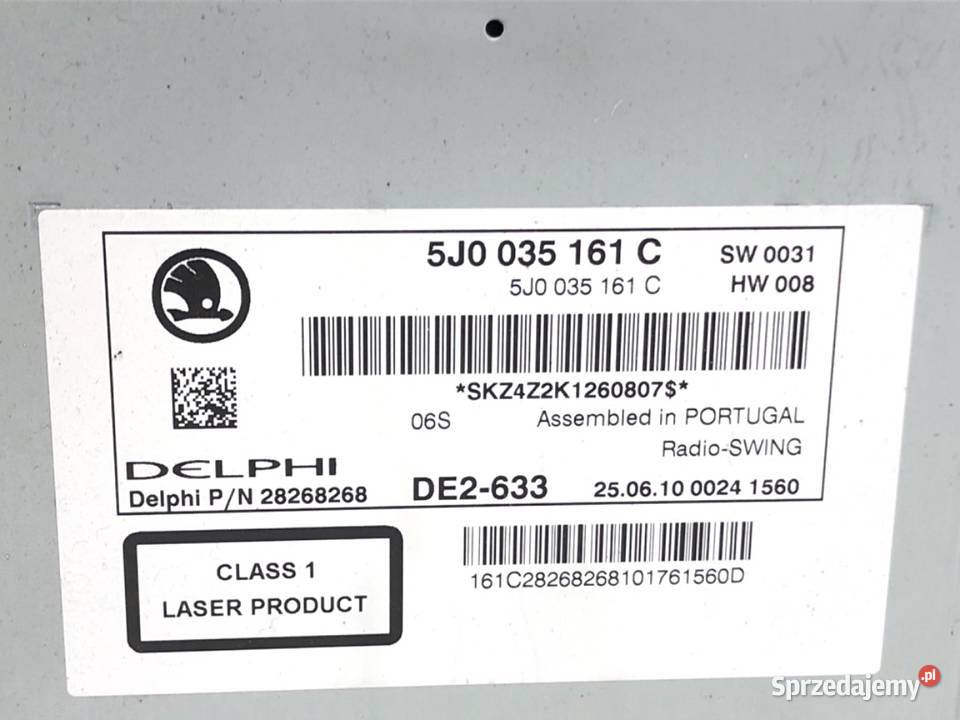 5J0 035 161 C SW 0031
5J0 035 161 C HW 008
*SKZ4Z2K1260807$*
06S Assembled in PORTUGAL
Radio-SWING
DELPHI
Delphi P/N 28268268 DE2-633 25.06.10 0024 1560
CLASS 1
LASER PRODUCT
161C28268268101761560D
Sprzedajemy.pl